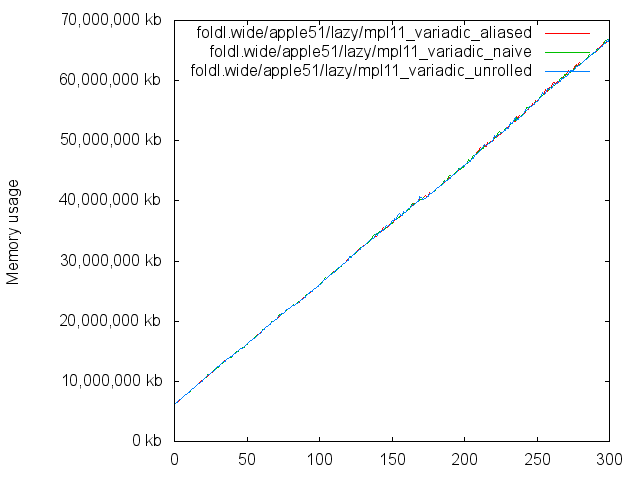 70,000,000 kb
foldl.wide/apple51/lazy/mpl11_variadic_aliased
foldl.wide/apple51/lazy/mpl11_variadic_naive
foldl.wide/apple51/lazy/mpl11_variadic_unrolled
60,000,000 kb
50,000,000 kb
40,000,000 kb
Memory usage
30,000,000 kb
20,000,000 kb
10,000,000 kb
0 kb
0 50 100 150 200 250 300